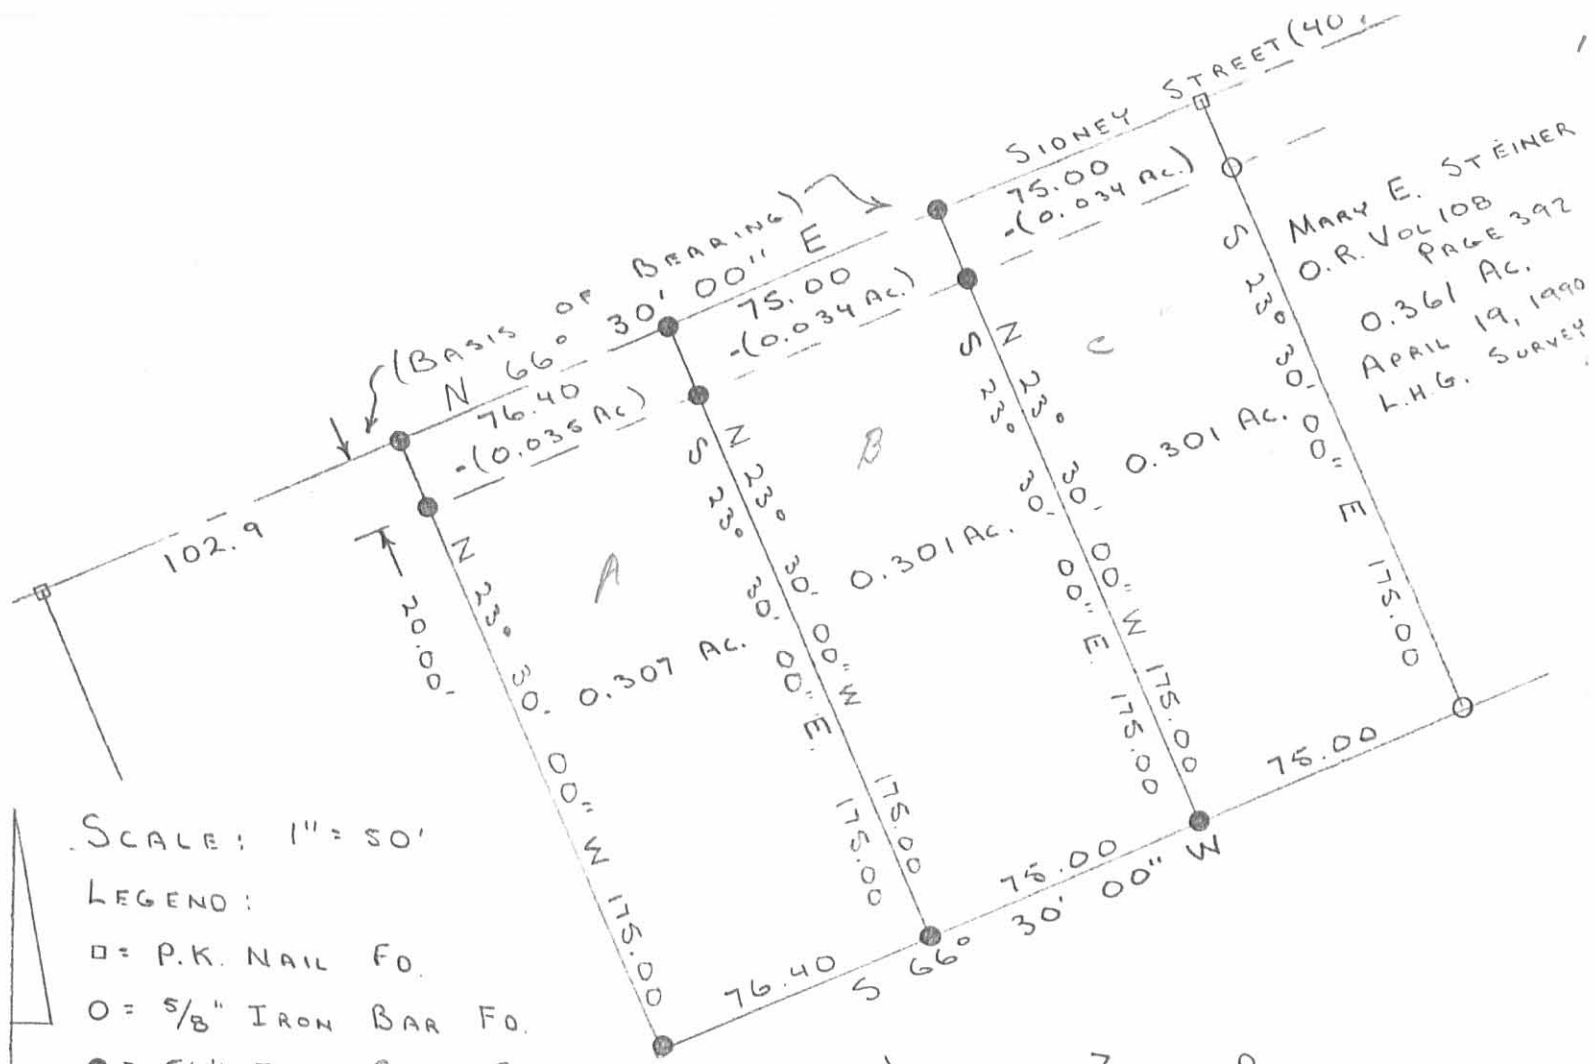 SIDNEY STREET (40'
75.00
-(0.034 AC.)
(BASIS OF BEARING)
N 66° 30' 00" E
75.00
-(0.034 AC.)
76.40
-(0.035 AC.)
102.9
20.00'
MARY E. STEINER
O.R. VOL 108
PAGE 392
0.361 AC.
APRIL 19, 1990
L.H.G. SURVEY
A
B
C
0.307 AC.
0.301 AC.
0.301 AC.
N 23° 30' 00" W 175.00
N 23° 30' 00" W 175.00
S 23° 30' 00" E. 175.00
N 23° 30' 00" W 175.00
S 23° 30' 00" E. 175.00
S 23° 30' 00" E 175.00
76.40
75.00
75.00
S 66° 30' 00" W
SCALE: 1" = 50'
LEGEND:
□ = P.K. NAIL FD.
O = 5/8" IRON BAR FD.